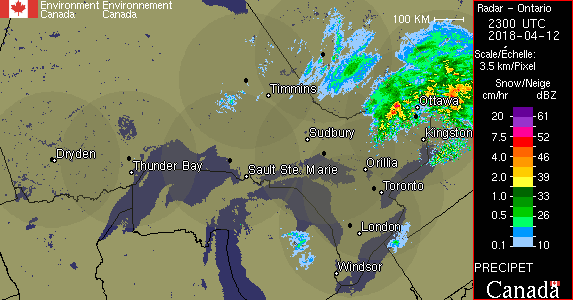 Environment Environnement
Canada Canada
100 KM
Radar - Ontario
2300 UTC
2018-04-12
Scale/Échelle:
3.5 km/Pixel
Snow/Neige
cm/hr dBZ
20 61
7.5 52
4.0 46
2.0 39
1.0 33
0.5 26
0.1 10
PRECIPET
Canada
Timmins
Ottawa
Sudbury
Kingston
Dryden
Thunder Bay
Sault Ste. Marie
Orillia
Toronto
London
Windsor